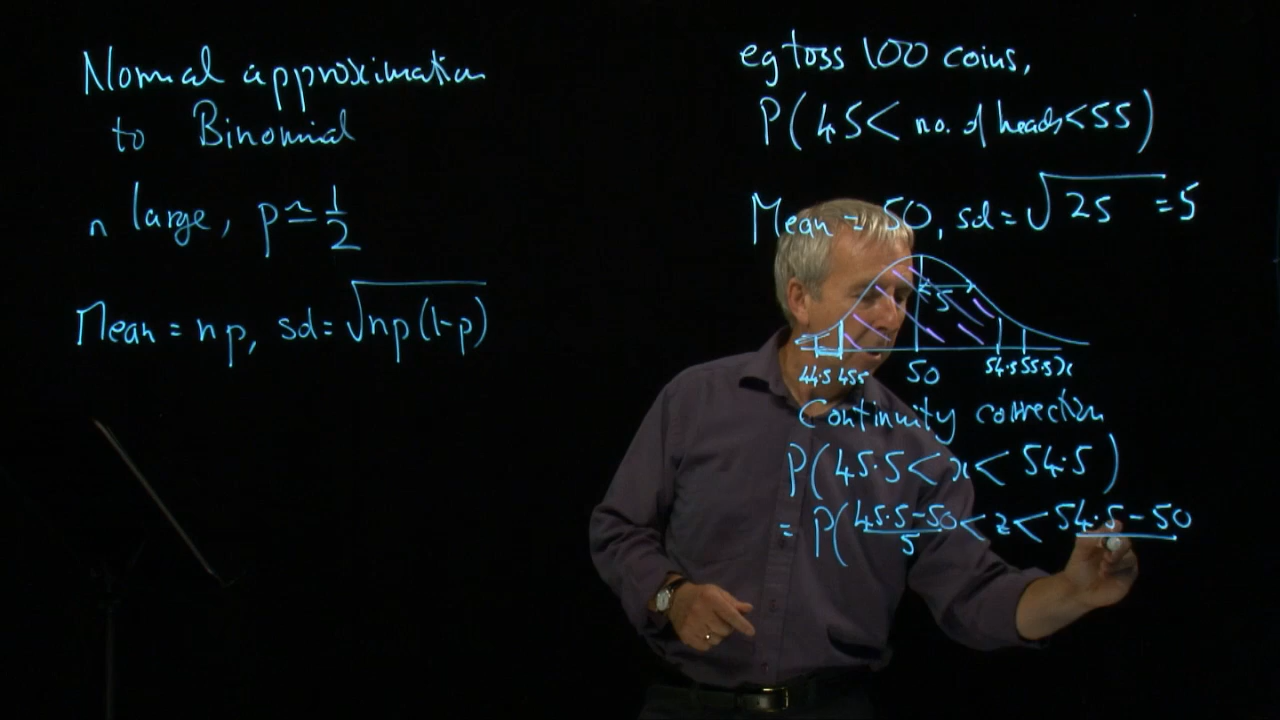 Normal approximation
to Binomial
n large, p ≃ 1/2
Mean = np, sd = √np(1-p)
eg toss 100 coins,
P(45 < no. of heads < 55)
Mean = 50, sd = √25 = 5
5
44.5 45.5 50 54.5 55.5 x
Continuity correction
P(45.5 < x < 54.5)
= P((45.5-50)/5 < z < 54.5-50